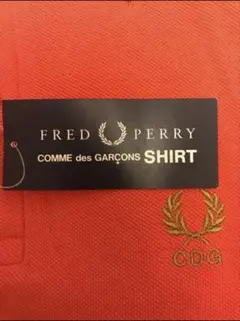 FRED PERRY
COMME des GARÇONS SHIRT
CDG